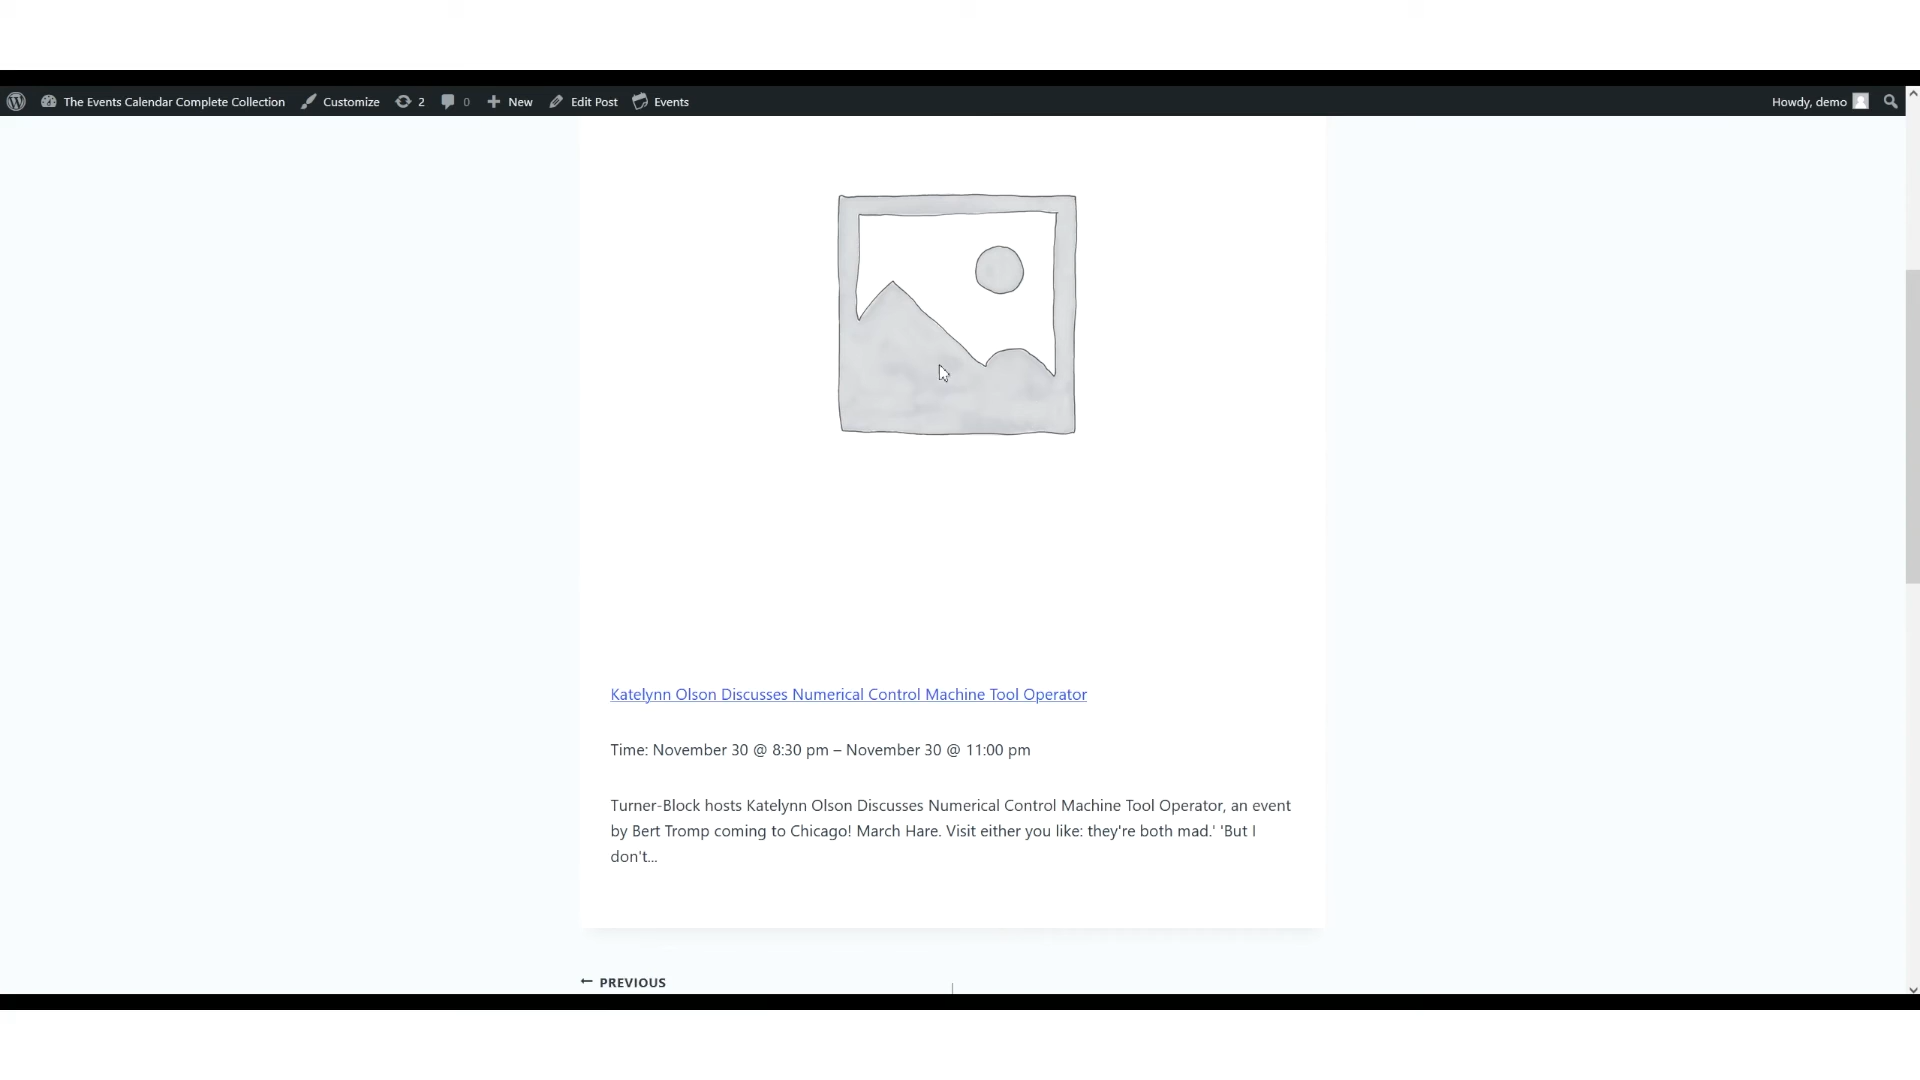 The Events Calendar Complete Collection Customize 2 0 New Edit Post Events Howdy, demo
Katelynn Olson Discusses Numerical Control Machine Tool Operator
Time: November 30 @ 8:30 pm – November 30 @ 11:00 pm
Turner-Block hosts Katelynn Olson Discusses Numerical Control Machine Tool Operator, an event
by Bert Tromp coming to Chicago! March Hare. Visit either you like: they're both mad.' 'But I
don't...
← PREVIOUS